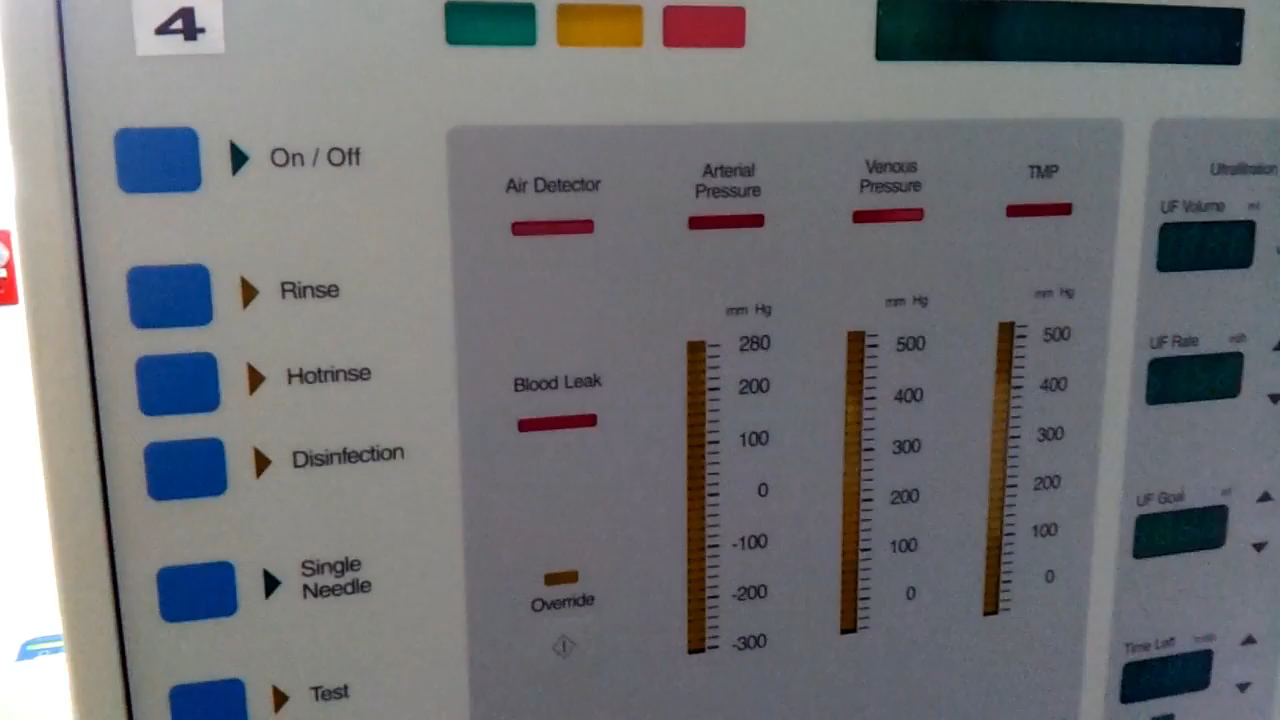 4
On / Off
Rinse
Hotrinse
Disinfection
Single
Needle
Test
Air Detector
Blood Leak
Override
Arterial
Pressure
mm Hg
280
200
100
0
-100
-200
-300
Venous
Pressure
mm Hg
500
400
300
200
100
0
TMP
mm Hg
500
400
300
200
100
0
Ultrafiltration
UF Volume
UF Rate
UF Goal
Time Left